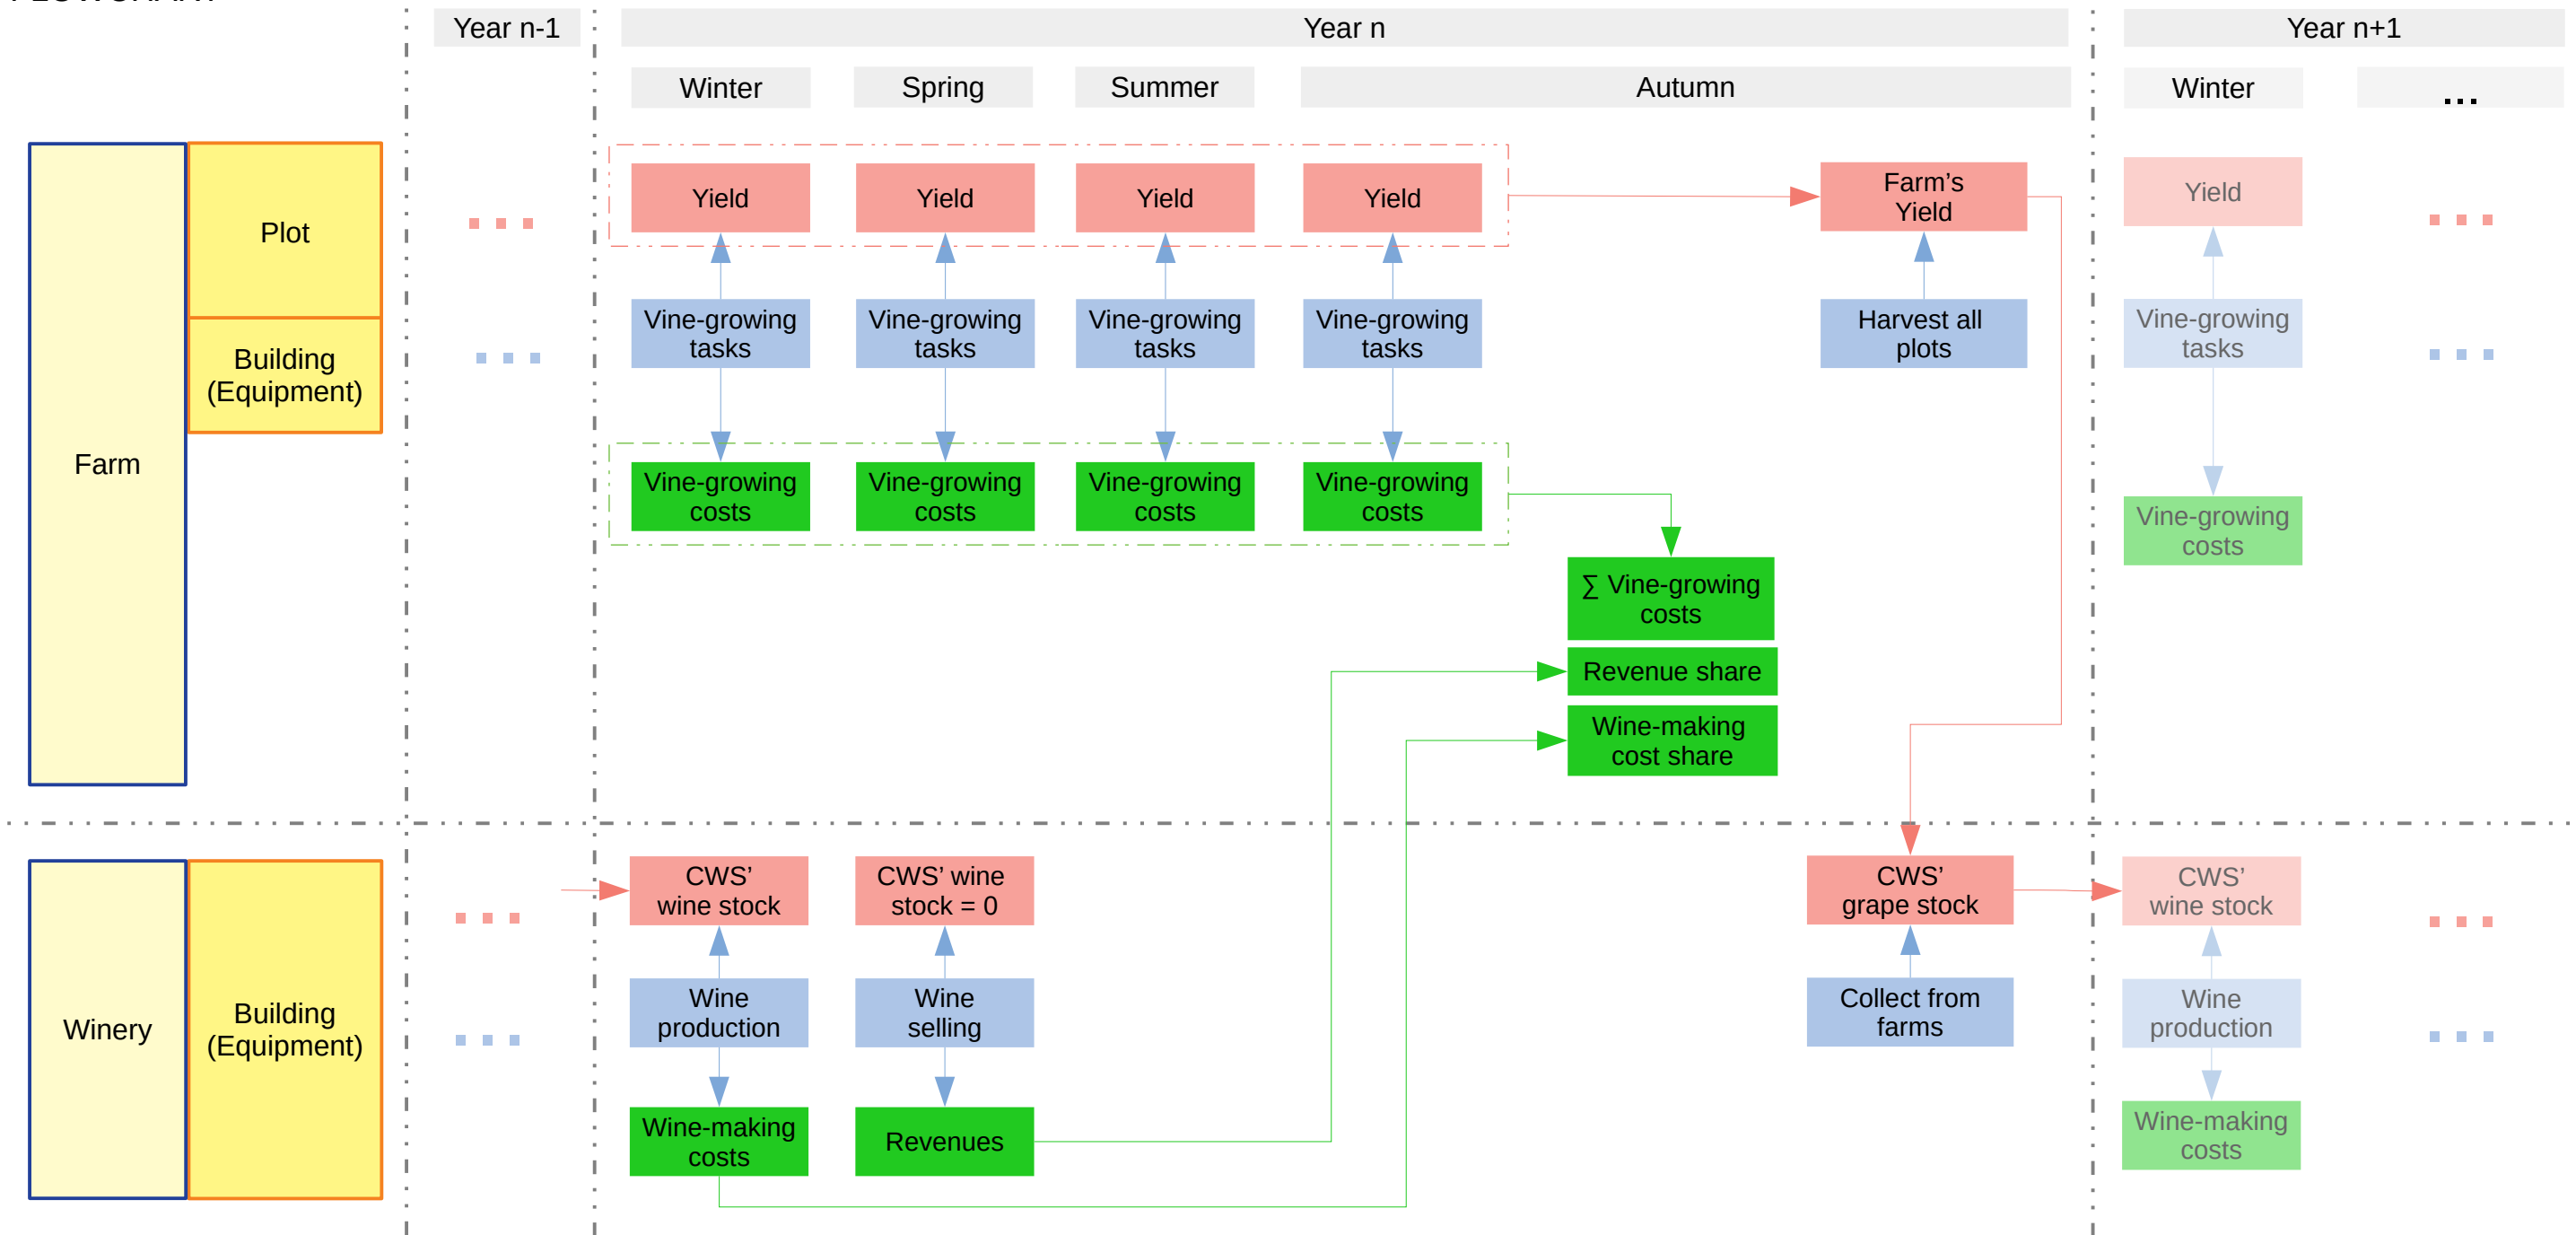 Year n-1
Year n
Year n+1
Winter
Spring
Summer
Autumn
Winter
...
Farm
Plot
Building
(Equipment)
Yield
Yield
Yield
Yield
Farm’s
Yield
Yield
Vine-growing
tasks
Vine-growing
tasks
Vine-growing
tasks
Vine-growing
tasks
Harvest all
plots
Vine-growing
tasks
Vine-growing
costs
Vine-growing
costs
Vine-growing
costs
Vine-growing
costs
Vine-growing
costs
∑ Vine-growing
costs
Revenue share
Wine-making
cost share
Winery
Building
(Equipment)
CWS’
wine stock
CWS’ wine
stock = 0
CWS’
grape stock
CWS’
wine stock
Wine
production
Wine
selling
Collect from
farms
Wine
production
Wine-making
costs
Revenues
Wine-making
costs